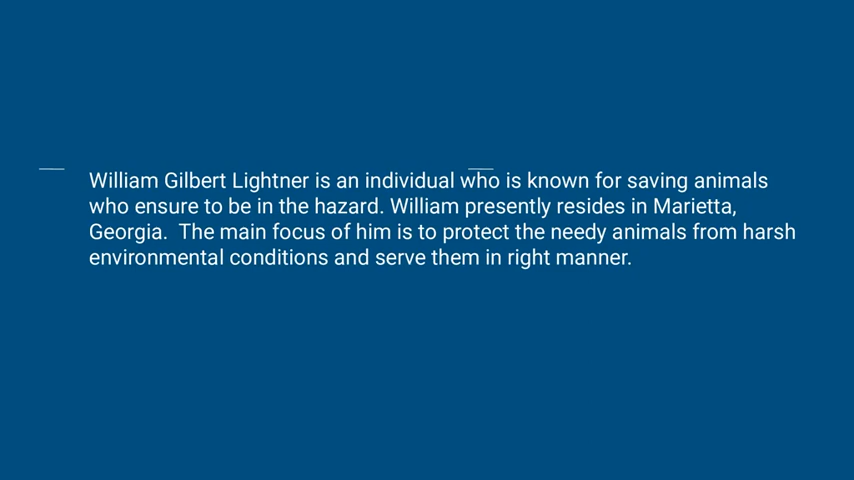 William Gilbert Lightner is an individual who is known for saving animals
who ensure to be in the hazard. William presently resides in Marietta,
Georgia.  The main focus of him is to protect the needy animals from harsh
environmental conditions and serve them in right manner.